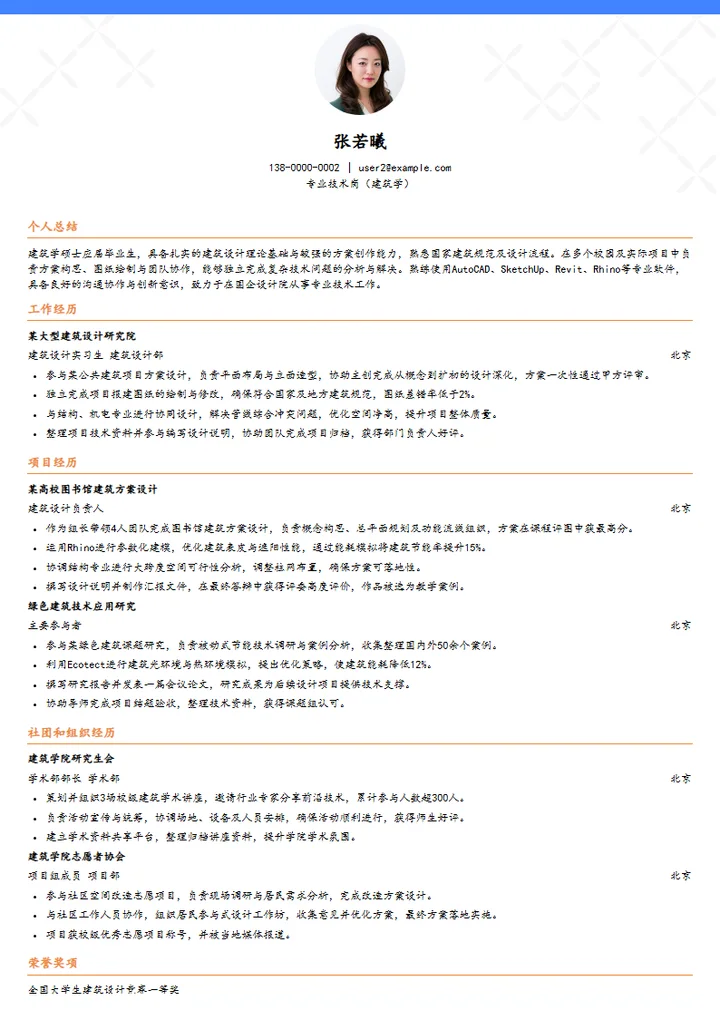 张若曦
138-0000-0002 | user2@example.com
专业技术岗（建筑学）
个人总结
建筑学硕士应届毕业生，具备扎实的建筑设计理论基础与较强的方案创作能力，熟悉国家建筑规范及设计流程。在多个校园及实际项目中负
责方案构思、图纸绘制与团队协作，能够独立完成复杂技术问题的分析与解决。熟练使用AutoCAD、SketchUp、Revit、Rhino等专业软件，
具备良好的沟通协作与创新意识，致力于在国企设计院从事专业技术工作。
工作经历
某大型建筑设计研究院
建筑设计实习生 建筑设计部 北京
• 参与某公共建筑项目方案设计，负责平面布局与立面造型，协助主创完成从概念到扩初的设计深化，方案一次性通过甲方评审。
• 独立完成项目报建图纸的绘制与修改，确保符合国家及地方建筑规范，图纸差错率低于2%。
• 与结构、机电专业进行协同设计，解决管线综合冲突问题，优化空间净高，提升项目整体质量。
• 整理项目技术资料并参与编写设计说明，协助团队完成项目归档，获得部门负责人好评。
项目经历
某高校图书馆建筑方案设计
建筑设计负责人 北京
• 作为组长带领4人团队完成图书馆建筑方案设计，负责概念构思、总平面规划及功能流线组织，方案在课程评图中获最高分。
• 运用Rhino进行参数化建模，优化建筑表皮与遮阳性能，通过能耗模拟将建筑节能率提升15%。
• 协调结构专业进行大跨度空间可行性分析，调整柱网布置，确保方案可落地性。
• 撰写设计说明并制作汇报文件，在最终答辩中获得评委高度评价，作品被选为教学案例。
绿色建筑技术应用研究
主要参与者 北京
• 参与某绿色建筑课题研究，负责被动式节能技术调研与案例分析，收集整理国内外50余个案例。
• 利用Ecotect进行建筑光环境与热环境模拟，提出优化策略，使建筑能耗降低12%。
• 撰写研究报告并发表一篇会议论文，研究成果为后续设计项目提供技术支撑。
• 协助导师完成项目结题验收，整理技术资料，获得课题组认可。
社团和组织经历
建筑学院研究生会
学术部部长 学术部 北京
• 策划并组织3场校级建筑学术讲座，邀请行业专家分享前沿技术，累计参与人数超300人。
• 负责活动宣传与统筹，协调场地、设备及人员安排，确保活动顺利进行，获得师生好评。
• 建立学术资料共享平台，整理归档讲座资料，提升学院学术氛围。
建筑学院志愿者协会
项目组成员 项目部 北京
• 参与社区空间改造志愿项目，负责现场调研与居民需求分析，完成改造方案设计。
• 与社区工作人员协作，组织居民参与式设计工作坊，收集意见并优化方案，最终方案落地实施。
• 项目获校级优秀志愿项目称号，并被当地媒体报道。
荣誉奖项
全国大学生建筑设计竞赛一等奖